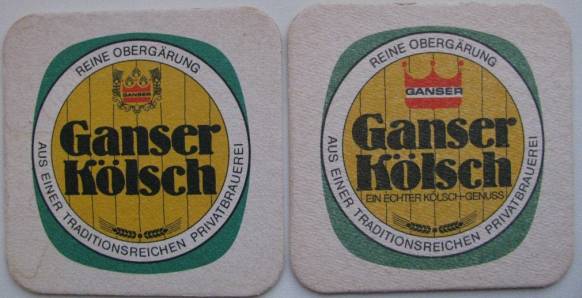 REINE OBERGÄRUNG
GANSER
Ganser
Kölsch
AUS EINER TRADITIONSREICHEN PRIVATBRAUEREI
REINE OBERGÄRUNG
GANSER
Ganser
Kölsch
EIN ECHTER KÖLSCH-GENUSS
AUS EINER TRADITIONSREICHEN PRIVATBRAUEREI